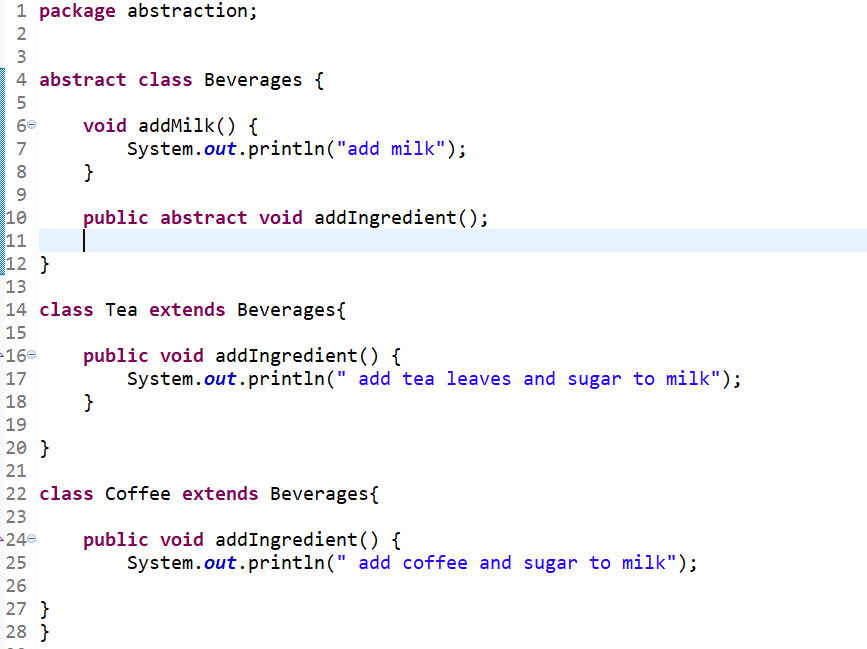 1 package abstraction;
2
3
4 abstract class Beverages {
5
6 void addMilk() {
7 System.out.println("add milk");
8 }
9
10 public abstract void addIngredient();
11
12 }
13
14 class Tea extends Beverages{
15
16 public void addIngredient() {
17 System.out.println(" add tea leaves and sugar to milk");
18 }
19
20 }
21
22 class Coffee extends Beverages{
23
24 public void addIngredient() {
25 System.out.println(" add coffee and sugar to milk");
26
27 }
28 }